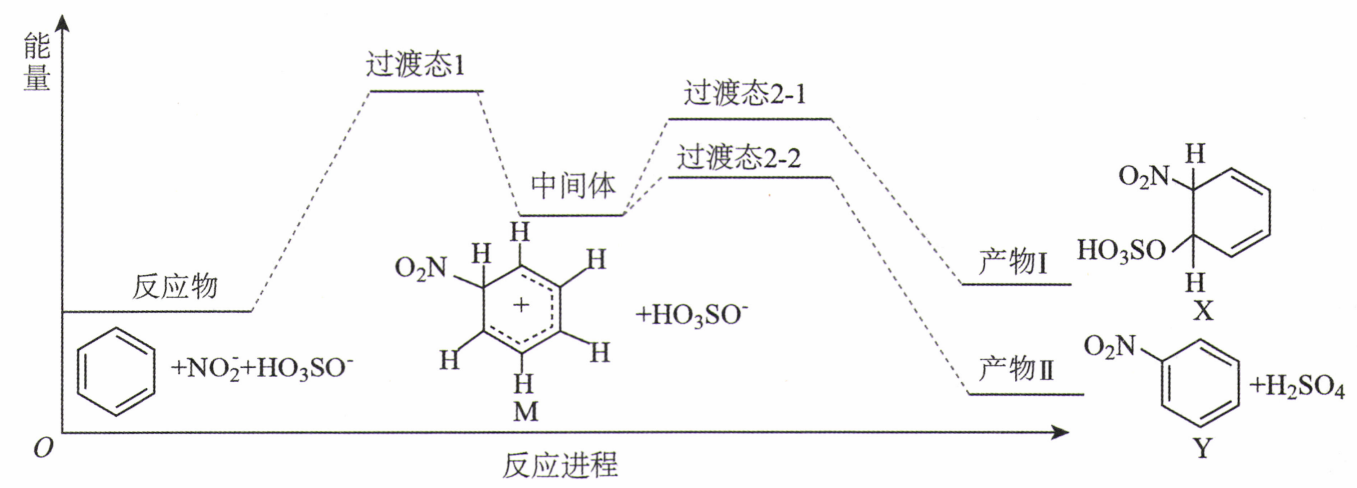 能量
过渡态1
过渡态2-1
过渡态2-2
中间体
反应物
+NO₂⁻+HO₃SO⁻
O₂N
H
H
H
H
H
H
+
M
+HO₃SO⁻
产物Ⅰ
H
O₂N
HO₃SO
H
X
产物Ⅱ
O₂N
+H₂SO₄
Y
O
反应进程